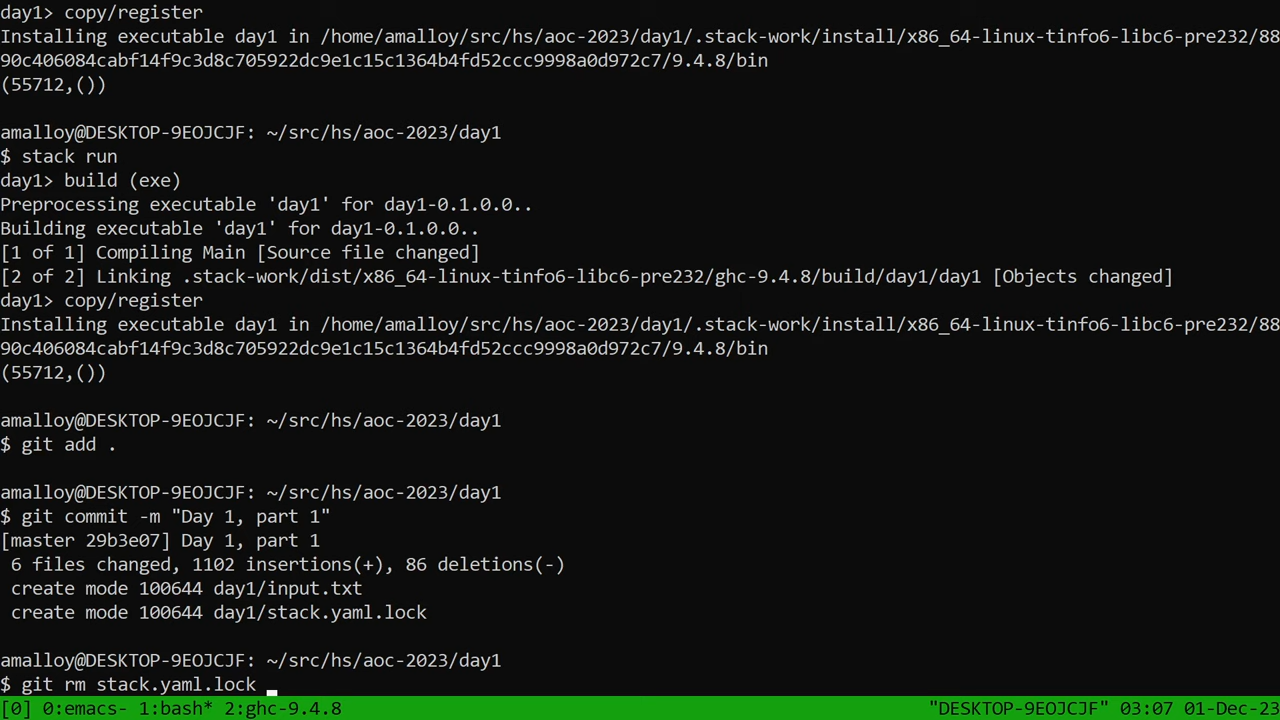 day1> copy/register
Installing executable day1 in /home/amalloy/src/hs/aoc-2023/day1/.stack-work/install/x86_64-linux-tinfo6-libc6-pre232/88
90c406084cabf14f9c3d8c705922dc9e1c15c1364b4fd52ccc9998a0d972c7/9.4.8/bin
(55712,())
amalloy@DESKTOP-9EOJCJF: ~/src/hs/aoc-2023/day1
$ stack run
day1> build (exe)
Preprocessing executable 'day1' for day1-0.1.0.0..
Building executable 'day1' for day1-0.1.0.0..
[1 of 1] Compiling Main [Source file changed]
[2 of 2] Linking .stack-work/dist/x86_64-linux-tinfo6-libc6-pre232/ghc-9.4.8/build/day1/day1 [Objects changed]
day1> copy/register
Installing executable day1 in /home/amalloy/src/hs/aoc-2023/day1/.stack-work/install/x86_64-linux-tinfo6-libc6-pre232/88
90c406084cabf14f9c3d8c705922dc9e1c15c1364b4fd52ccc9998a0d972c7/9.4.8/bin
(55712,())
amalloy@DESKTOP-9EOJCJF: ~/src/hs/aoc-2023/day1
$ git add .
amalloy@DESKTOP-9EOJCJF: ~/src/hs/aoc-2023/day1
$ git commit -m "Day 1, part 1"
[master 29b3e07] Day 1, part 1
 6 files changed, 1102 insertions(+), 86 deletions(-)
 create mode 100644 day1/input.txt
 create mode 100644 day1/stack.yaml.lock
amalloy@DESKTOP-9EOJCJF: ~/src/hs/aoc-2023/day1
$ git rm stack.yaml.lock
[0] 0:emacs- 1:bash* 2:ghc-9.4.8 "DESKTOP-9EOJCJF" 03:07 01-Dec-23